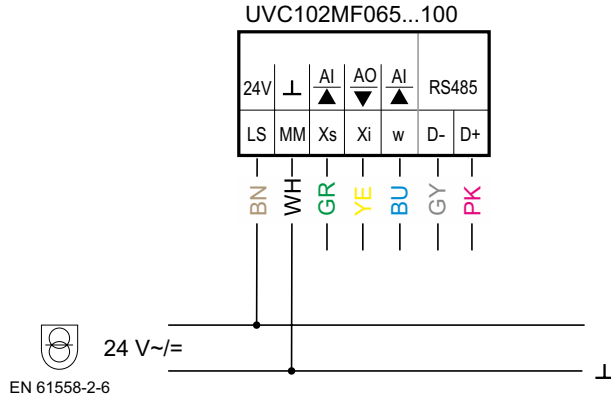 UVC102MF065...100
24V ⊥ AI AO AI RS485
LS MM Xs Xi w D- D+
BN WH GR YE BU GY PK
24 V~/=
⊥
EN 61558-2-6